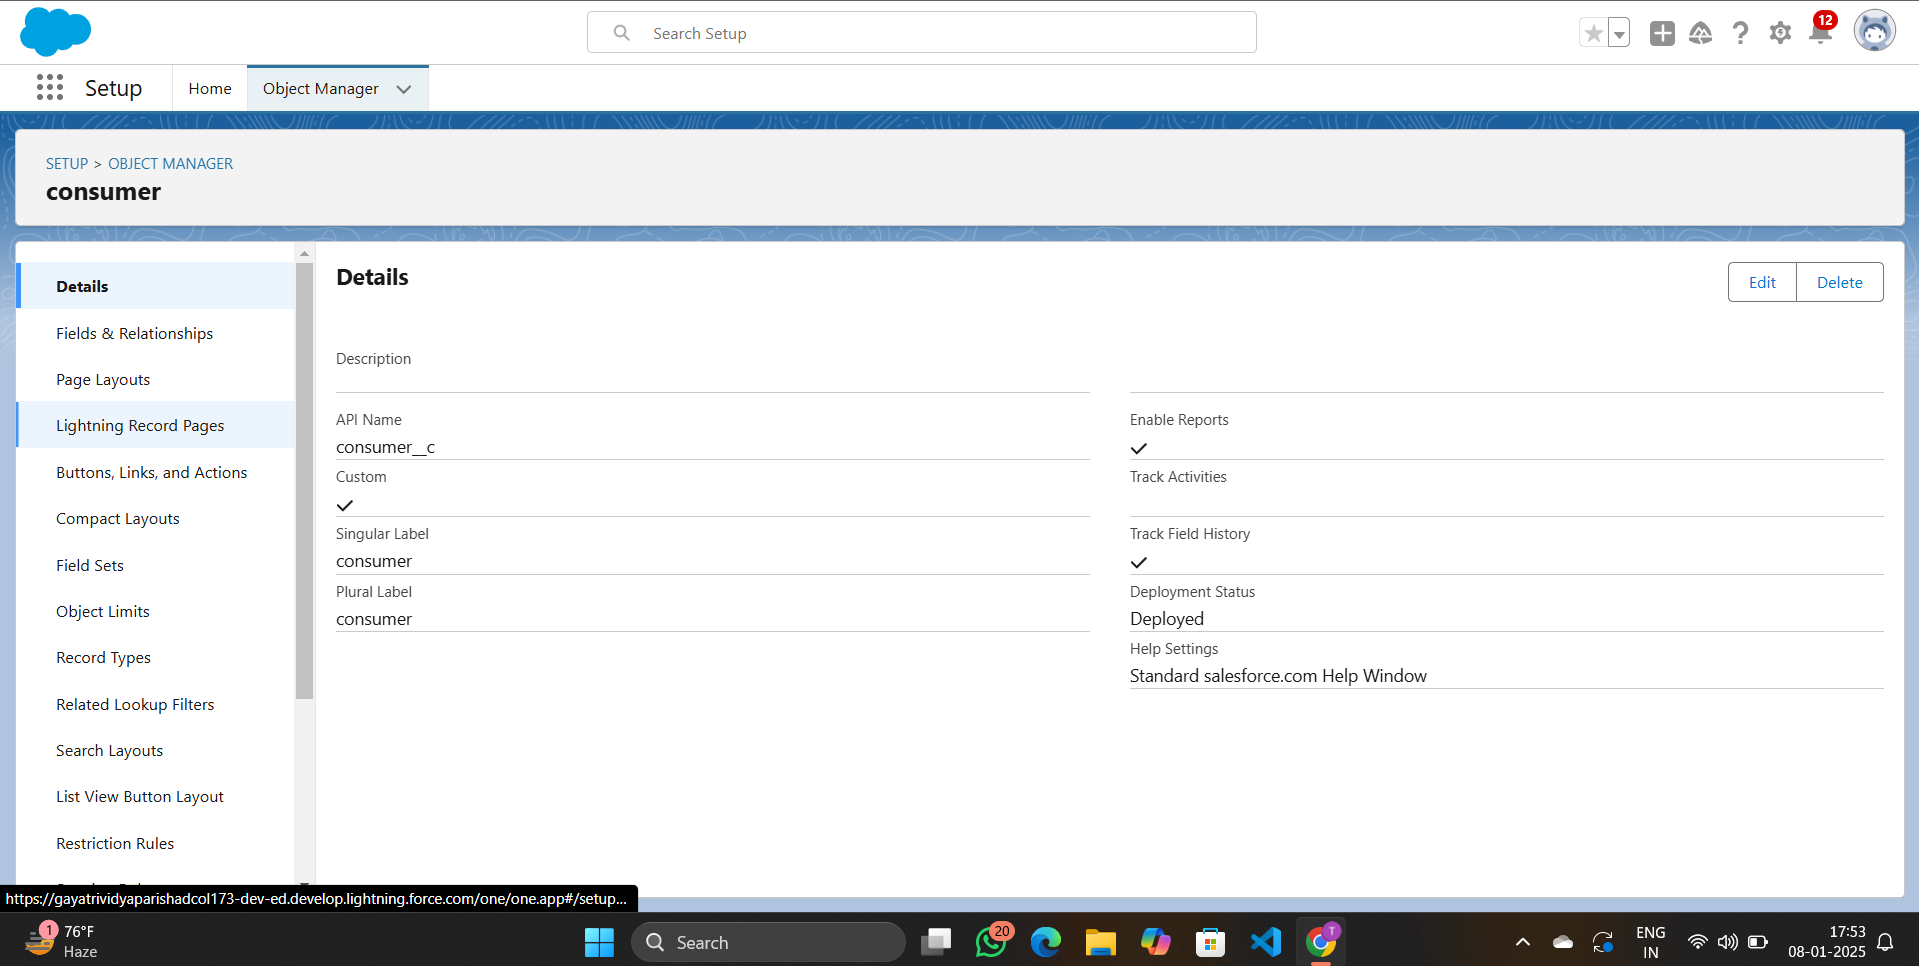 Search Setup
12
Setup
Home
Object Manager
SETUP > OBJECT MANAGER
consumer
Details
Fields & Relationships
Page Layouts
Lightning Record Pages
Buttons, Links, and Actions
Compact Layouts
Field Sets
Object Limits
Record Types
Related Lookup Filters
Search Layouts
List View Button Layout
Restriction Rules
Details
Edit
Delete
Description
API Name
consumer__c
Custom
Singular Label
consumer
Plural Label
consumer
Enable Reports
Track Activities
Track Field History
Deployment Status
Deployed
Help Settings
Standard salesforce.com Help Window
https://gayatrividyaparishadcol173-dev-ed.develop.lightning.force.com/one/one.app#/setup...
1
76°F
Haze
Search
20
T
ENG
IN
17:53
08-01-2025